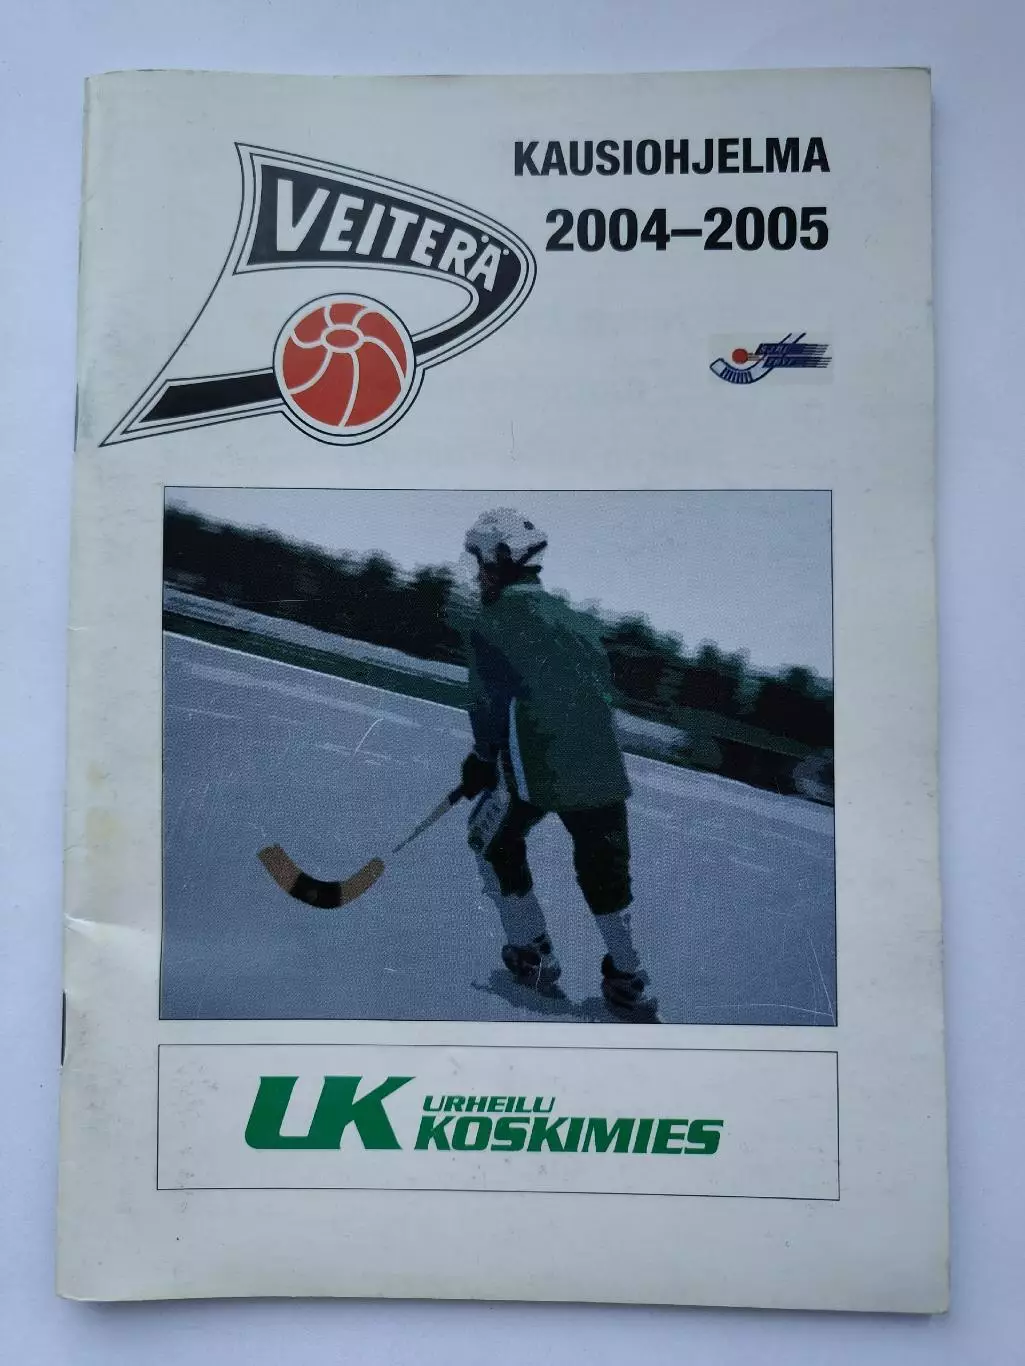 VEITERÄ
KAUSIOHJELMA
2004–2005
UK URHEILU
KOSKIMIES